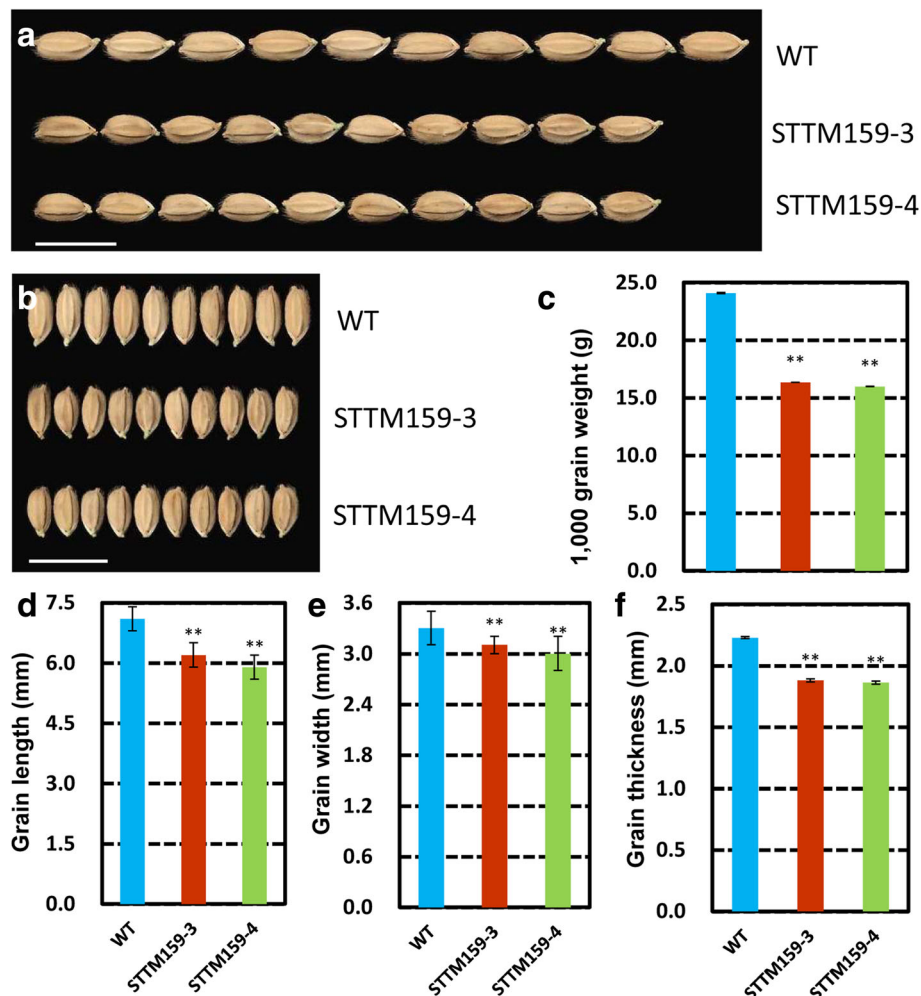 a
WT
STTM159-3
STTM159-4
b
WT
STTM159-3
STTM159-4
c
1,000 grain weight (g)
25.0
20.0
15.0
10.0
5.0
0.0
**
**
d
Grain length (mm)
7.5
6.0
4.5
3.0
1.5
0.0
**
**
WT
STTM159-3
STTM159-4
e
Grain width (mm)
3.6
3.0
2.4
1.8
1.2
0.6
0.0
**
**
WT
STTM159-3
STTM159-4
f
Grain thickness (mm)
2.5
2.0
1.5
1.0
0.5
0.0
**
**
WT
STTM159-3
STTM159-4